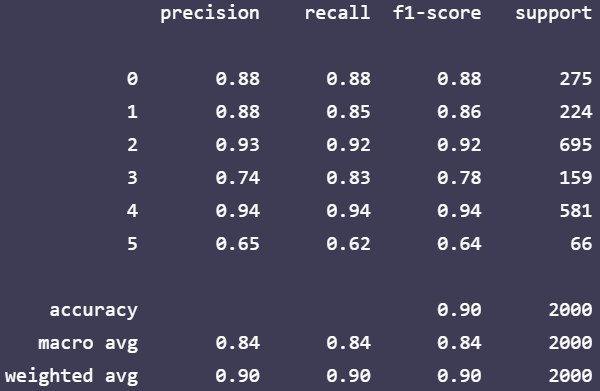 precision recall f1-score support
0 0.88 0.88 0.88 275
1 0.88 0.85 0.86 224
2 0.93 0.92 0.92 695
3 0.74 0.83 0.78 159
4 0.94 0.94 0.94 581
5 0.65 0.62 0.64 66
accuracy 0.90 2000
macro avg 0.84 0.84 0.84 2000
weighted avg 0.90 0.90 0.90 2000